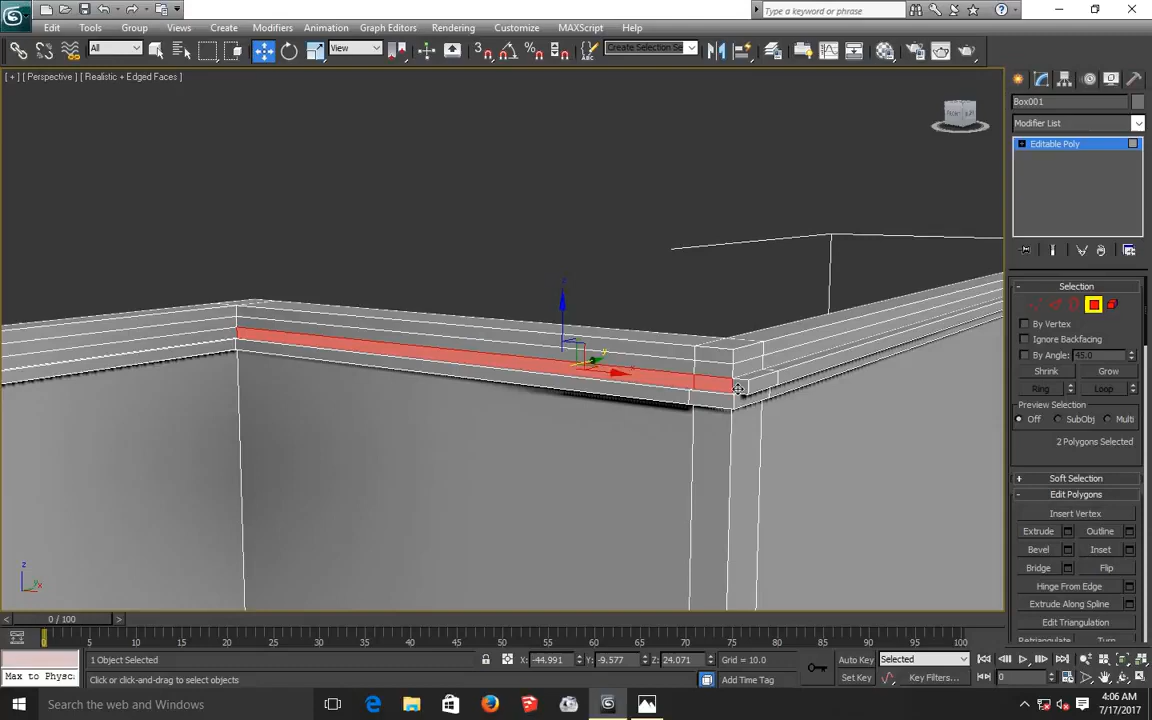 Type a keyword or phrase
Edit Tools Group Views Create Modifiers Animation Graph Editors Rendering Customize MAXScript Help
All View 3 Create Selection Se
[ + ] [ Perspective ] [ Realistic + Edged Faces ]
Box001
Modifier List
Editable Poly
- Selection
By Vertex
Ignore Backfacing
By Angle: 45.0
Shrink Grow
Ring Loop
Preview Selection
Off SubObj Multi
2 Polygons Selected
+ Soft Selection
- Edit Polygons
Insert Vertex
Extrude Outline
Bevel Inset
Bridge Flip
Hinge From Edge
Extrude Along Spline
Edit Triangulation
Retriangulate Turn
z
x
y
< 0 / 100 >
0 5 10 15 20 25 30 35 40 45 50 55 60 65 70 75 80 85 90 95 100
1 Object Selected X: -44.991 Y: -9.577 Z: 24.071 Grid = 10.0 Auto Key Selected
Max to Physc Click or click-and-drag to select objects Add Time Tag Set Key Key Filters... 0
Search the web and Windows
4:06 AM
7/17/2017